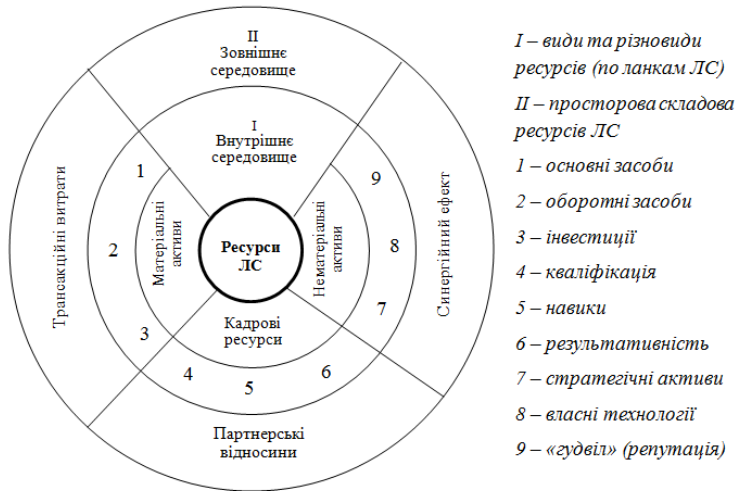 II
Зовнішнє
середовище
I
Внутрішнє
середовище
1
2
3
4
5
6
7
8
9
Трансакційні витрати
Матеріальні
активи
Ресурси
ЛС
Нематеріальні
активи
Синергійний ефект
Кадрові
ресурси
Партнерські
відносини
I – види та різновиди
ресурсів (по ланкам ЛС)
II – просторова складова
ресурсів ЛС
1 – основні засоби
2 – оборотні засоби
3 – інвестиції
4 – кваліфікація
5 – навики
6 – результативність
7 – стратегічні активи
8 – власні технології
9 – «гудвіл» (репутація)